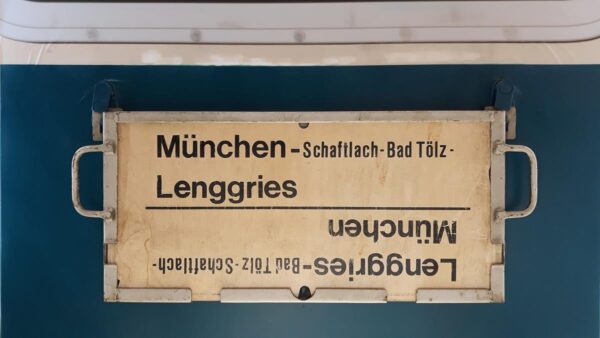 München-Schaftlach-Bad Tölz-
Lenggries
Lenggries-Bad Tölz-Schaftlach-
München